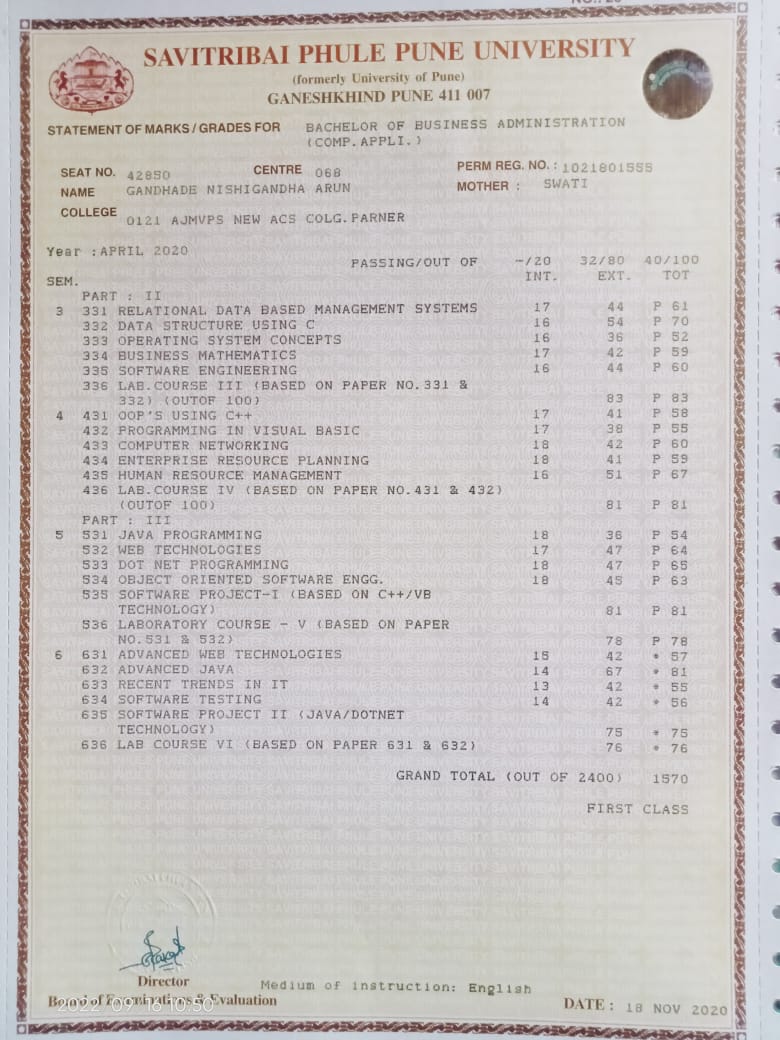 SAVITRIBAI PHULE PUNE UNIVERSITY
(formerly University of Pune)
GANESHKHIND PUNE 411 007
STATEMENT OF MARKS / GRADES FOR BACHELOR OF BUSINESS ADMINISTRATION
(COMP.APPLI.)
SEAT NO. 42850 CENTRE 068 PERM REG. NO. : 1021801555
NAME GANDHADE NISHIGANDHA ARUN MOTHER : SWATI
COLLEGE 0121 AJMVPS NEW ACS COLG.PARNER
Year :APRIL 2020
PASSING/OUT OF -/20 32/80 40/100
SEM. INT. EXT. TOT
PART : II
3 331 RELATIONAL DATA BASED MANAGEMENT SYSTEMS 17 44 P 61
332 DATA STRUCTURE USING C 16 54 P 70
333 OPERATING SYSTEM CONCEPTS 16 36 P 52
334 BUSINESS MATHEMATICS 17 42 P 59
335 SOFTWARE ENGINEERING 16 44 P 60
336 LAB.COURSE III (BASED ON PAPER NO.331 &
332) (OUTOF 100) 83 P 83
4 431 OOP'S USING C++ 17 41 P 58
432 PROGRAMMING IN VISUAL BASIC 17 38 P 55
433 COMPUTER NETWORKING 18 42 P 60
434 ENTERPRISE RESOURCE PLANNING 18 41 P 59
435 HUMAN RESOURCE MANAGEMENT 16 51 P 67
436 LAB.COURSE IV (BASED ON PAPER NO.431 & 432)
(OUTOF 100) 81 P 81
PART : III
5 531 JAVA PROGRAMMING 18 36 P 54
532 WEB TECHNOLOGIES 17 47 P 64
533 DOT NET PROGRAMMING 18 47 P 65
534 OBJECT ORIENTED SOFTWARE ENGG. 18 45 P 63
535 SOFTWARE PROJECT-I (BASED ON C++/VB
TECHNOLOGY) 81 P 81
536 LABORATORY COURSE - V (BASED ON PAPER
NO.531 & 532) 78 P 78
6 631 ADVANCED WEB TECHNOLOGIES 15 42 * 57
632 ADVANCED JAVA 14 67 * 81
633 RECENT TRENDS IN IT 13 42 * 55
634 SOFTWARE TESTING 14 42 * 56
635 SOFTWARE PROJECT II (JAVA/DOTNET
TECHNOLOGY) 75 * 75
636 LAB COURSE VI (BASED ON PAPER 631 & 632) 76 * 76
GRAND TOTAL (OUT OF 2400) 1570
FIRST CLASS
Director
Board of Examinations & Evaluation
Medium of instruction: English
2022-09-16 10:50
DATE : 18 NOV 2020